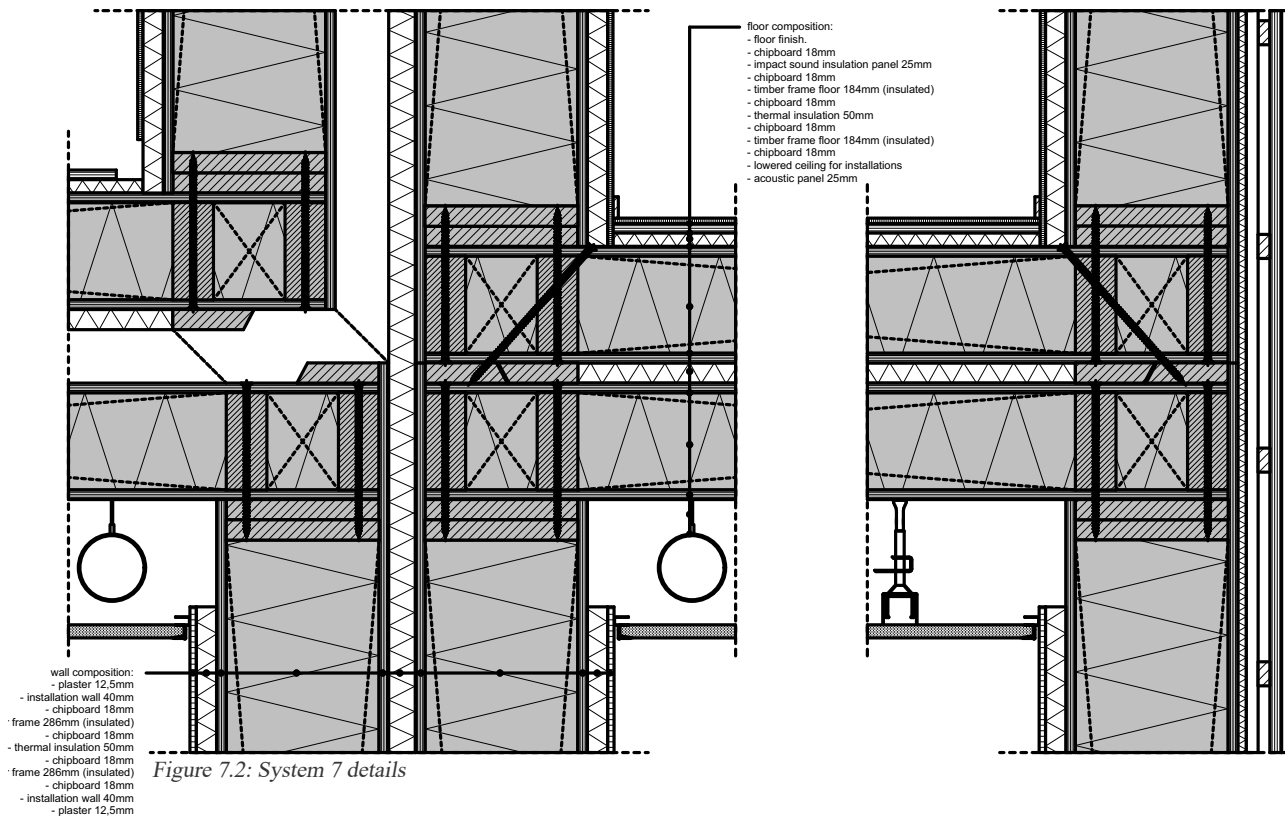 floor composition:
- floor finish.
- chipboard 18mm
- impact sound insulation panel 25mm
- chipboard 18mm
- timber frame floor 184mm (insulated)
- chipboard 18mm
- thermal insulation 50mm
- chipboard 18mm
- timber frame floor 184mm (insulated)
- chipboard 18mm
- lowered ceiling for installations
- acoustic panel 25mm
wall composition:
- plaster 12,5mm
- installation wall 40mm
- chipboard 18mm
frame 286mm (insulated)
- chipboard 18mm
- thermal insulation 50mm
- chipboard 18mm
frame 286mm (insulated)
- chipboard 18mm
- installation wall 40mm
- plaster 12,5mm
Figure 7.2: System 7 details